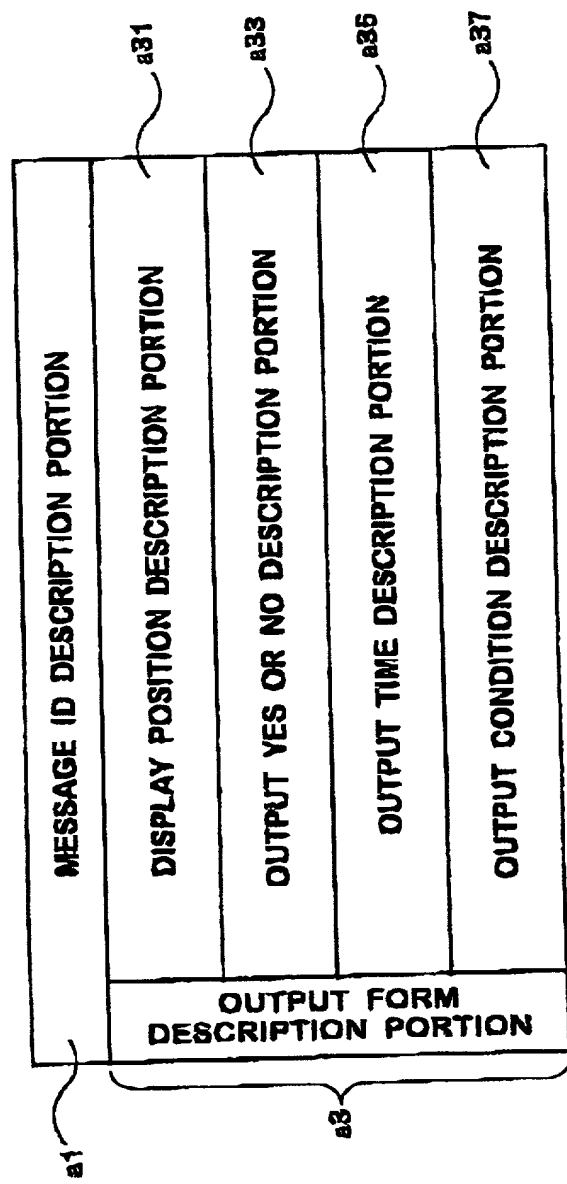 a1
MESSAGE ID DESCRIPTION PORTION
a3
OUTPUT FORM
DESCRIPTION PORTION
DISPLAY POSITION DESCRIPTION PORTION
a31
OUTPUT YES OR NO DESCRIPTION PORTION
a33
OUTPUT TIME DESCRIPTION PORTION
a35
OUTPUT CONDITION DESCRIPTION PORTION
a37